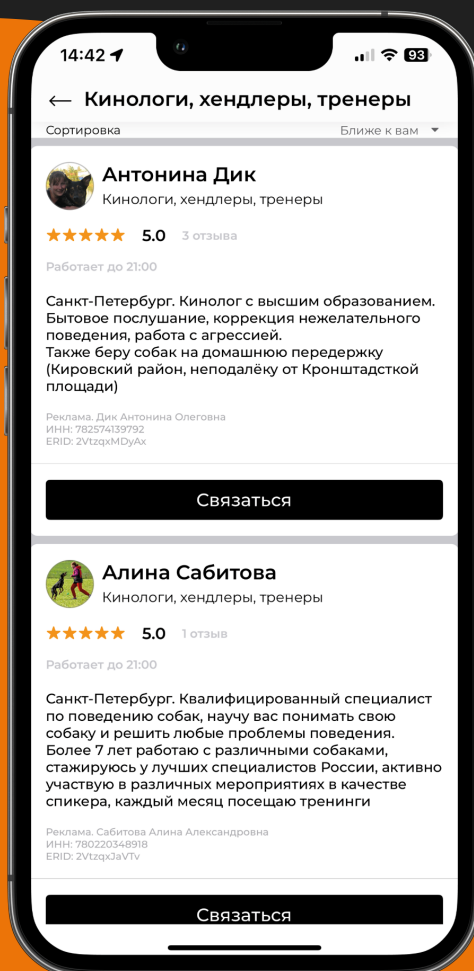 14:42
93
Кинологи, хендлеры, тренеры
Сортировка
Ближе к вам
Антонина Дик
Кинологи, хендлеры, тренеры
5.0 3 отзыва
Работает до 21:00
Санкт-Петербург. Кинолог с высшим образованием.
Бытовое послушание, коррекция нежелательного
поведения, работа с агрессией.
Также беру собак на домашнюю передержку
(Кировский район, неподалёку от Кронштадсткой
площади)
Реклама. Дик Антонина Олеговна
ИНН: 782574139792
ERID: 2VtzqxMDyAx
Связаться
Алина Сабитова
Кинологи, хендлеры, тренеры
5.0 1 отзыв
Работает до 21:00
Санкт-Петербург. Квалифицированный специалист
по поведению собак, научу вас понимать свою
собаку и решить любые проблемы поведения.
Более 7 лет работаю с различными собаками,
стажируюсь у лучших специалистов России, активно
участвую в различных мероприятиях в качестве
спикера, каждый месяц посещаю тренинги
Реклама. Сабитова Алина Александровна
ИНН: 780220348918
ERID: 2VtzqxJaVTv
Связаться